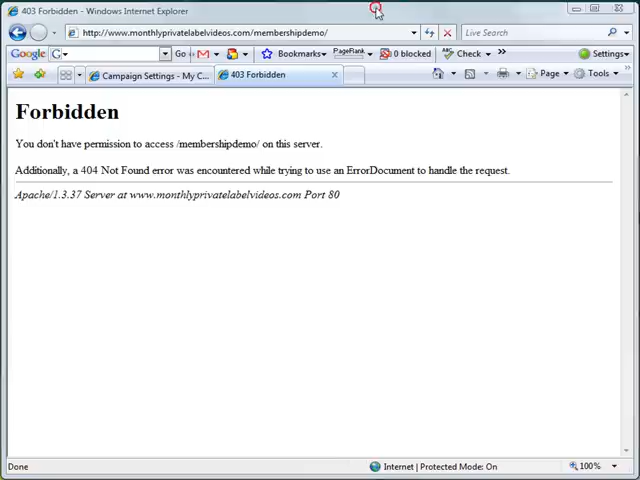 403 Forbidden - Windows Internet Explorer
http://www.monthlyprivatelabelvideos.com/membershipdemo/
Live Search
Google
G
Go
M
Bookmarks
PageRank
0 blocked
Check
Settings
Campaign Settings - My C...
403 Forbidden
Page
Tools
Forbidden
You don't have permission to access /membershipdemo/ on this server.
Additionally, a 404 Not Found error was encountered while trying to use an ErrorDocument to handle the request.
Apache/1.3.37 Server at www.monthlyprivatelabelvideos.com Port 80
Done
Internet | Protected Mode: On
100%